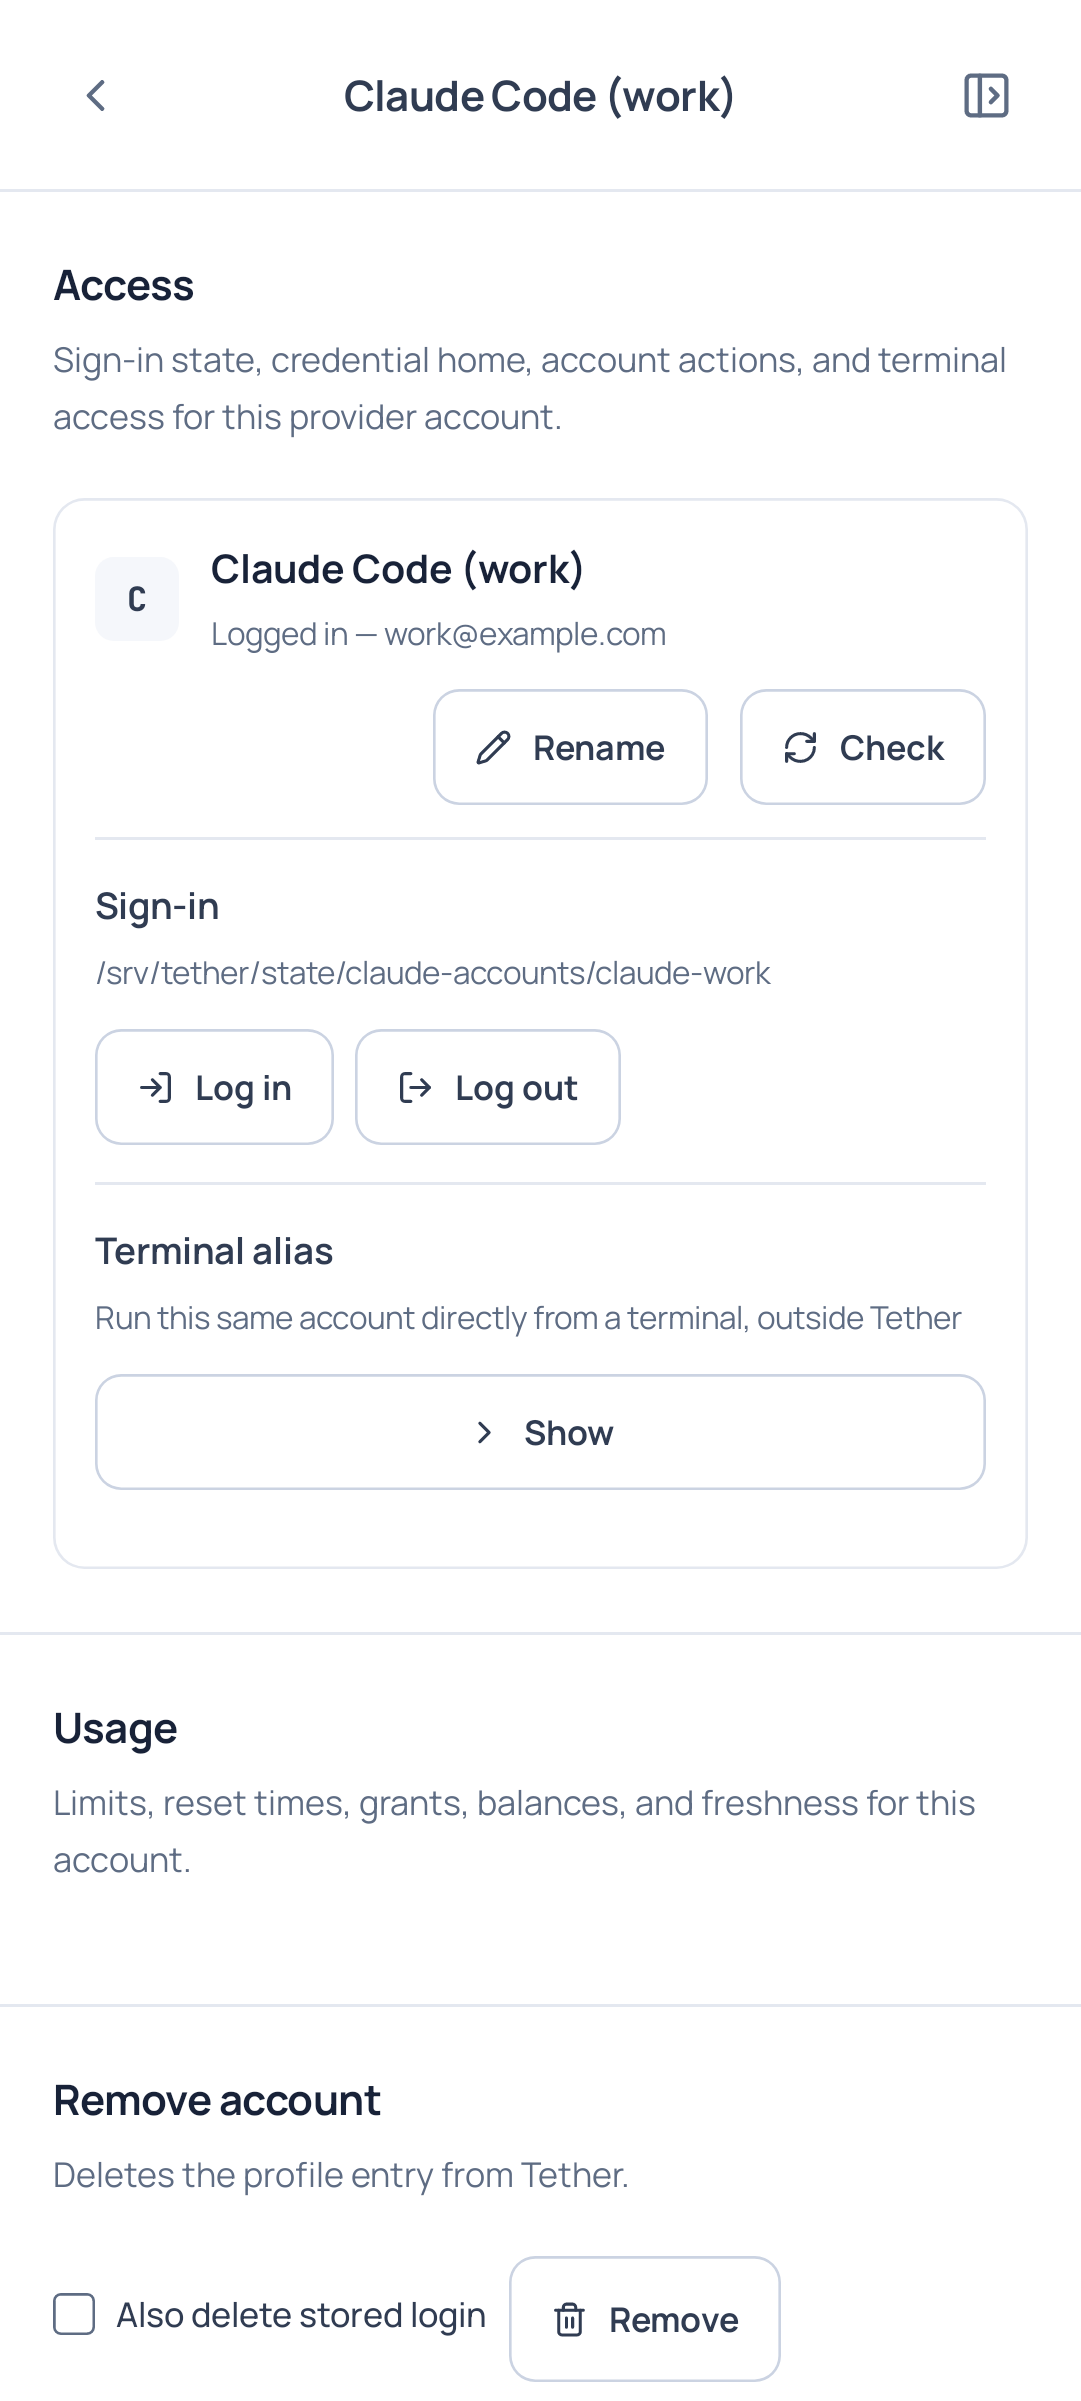 Claude Code (work)
Access
Sign-in state, credential home, account actions, and terminal
access for this provider account.
C
Claude Code (work)
Logged in — work@example.com
Rename
Check
Sign-in
/srv/tether/state/claude-accounts/claude-work
Log in
Log out
Terminal alias
Run this same account directly from a terminal, outside Tether
Show
Usage
Limits, reset times, grants, balances, and freshness for this
account.
Remove account
Deletes the profile entry from Tether.
Also delete stored login
Remove